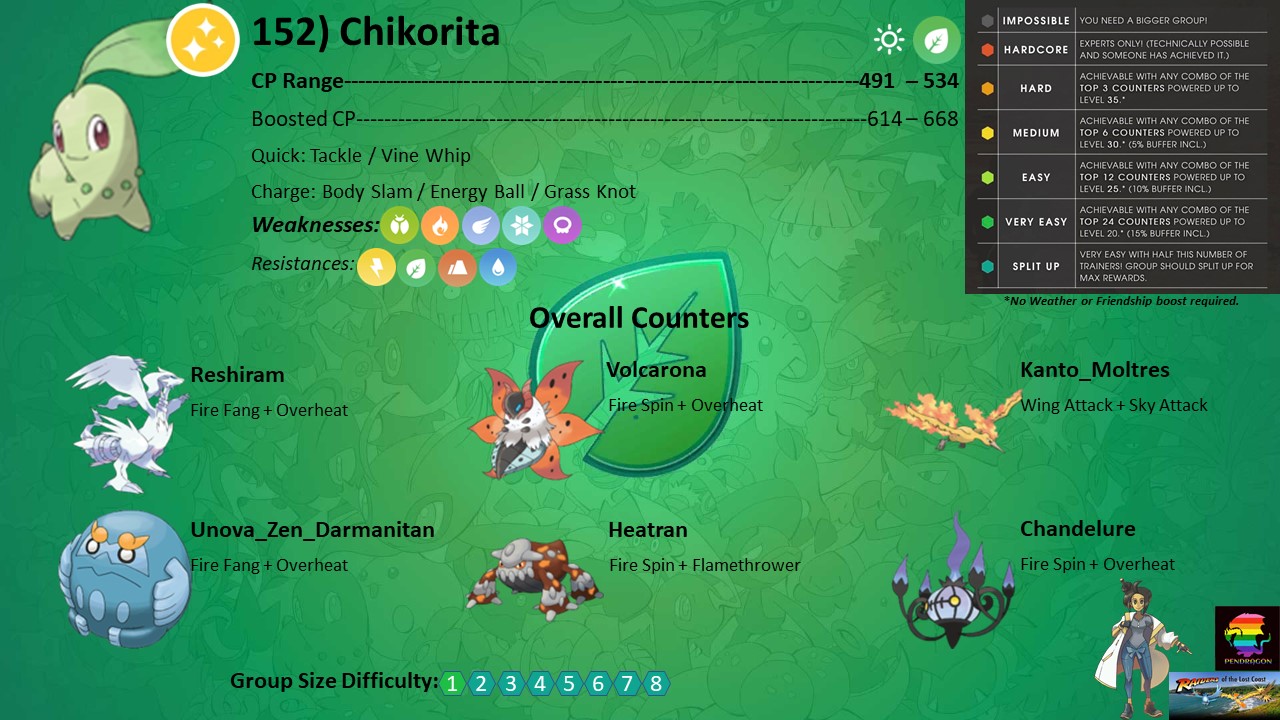 152) Chikorita
CP Range---491 – 534
Boosted CP---614 – 668
Quick: Tackle / Vine Whip
Charge: Body Slam / Energy Ball / Grass Knot
Weaknesses:
Resistances:
IMPOSSIBLE YOU NEED A BIGGER GROUP!
HARDCORE EXPERTS ONLY! (TECHNICALLY POSSIBLE
AND SOMEONE HAS ACHIEVED IT.)
HARD ACHIEVABLE WITH ANY COMBO OF THE
TOP 3 COUNTERS POWERED UP TO
LEVEL 35.*
MEDIUM ACHIEVABLE WITH ANY COMBO OF THE
TOP 6 COUNTERS POWERED UP TO
LEVEL 30.* (5% BUFFER INCL.)
EASY ACHIEVABLE WITH ANY COMBO OF THE
TOP 12 COUNTERS POWERED UP TO
LEVEL 25.* (10% BUFFER INCL.)
VERY EASY ACHIEVABLE WITH ANY COMBO OF THE
TOP 24 COUNTERS POWERED UP TO
LEVEL 20.* (15% BUFFER INCL.)
SPLIT UP VERY EASY WITH HALF THIS NUMBER OF
TRAINERS! GROUP SHOULD SPLIT UP FOR
MAX REWARDS.
*No Weather or Friendship boost required.
Overall Counters
Reshiram
Fire Fang + Overheat
Volcarona
Fire Spin + Overheat
Kanto_Moltres
Wing Attack + Sky Attack
Unova_Zen_Darmanitan
Fire Fang + Overheat
Heatran
Fire Spin + Flamethrower
Chandelure
Fire Spin + Overheat
Group Size Difficulty: 1 2 3 4 5 6 7 8
PENDRAGON
RAIDERS of the Lost Coast